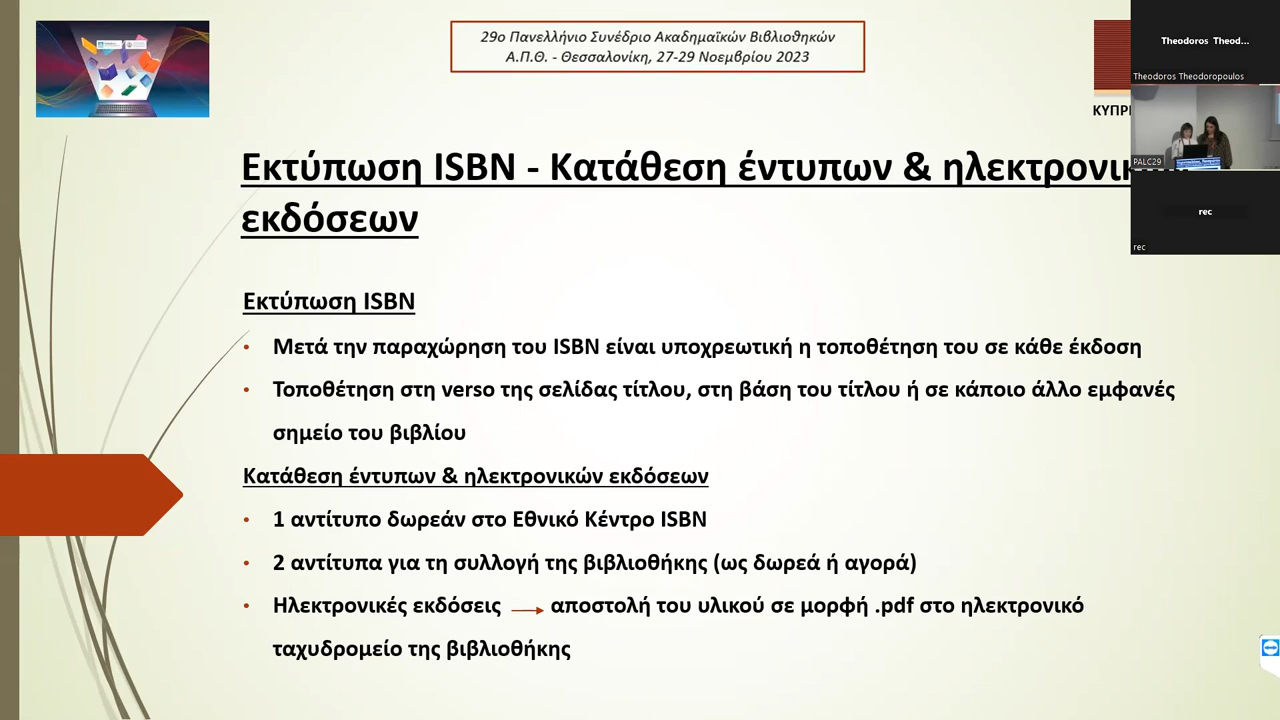 29ο Πανελλήνιο Συνέδριο Ακαδημαϊκών Βιβλιοθηκών
Α.Π.Θ. - Θεσσαλονίκη, 27-29 Νοεμβρίου 2023
Theodoros Theod...
Theodoros Theodoropoulos
PALC29
rec
rec
Εκτύπωση ISBN - Κατάθεση έντυπων &
εκδόσεων
Εκτύπωση ISBN
• Μετά την παραχώρηση του ISBN είναι υποχρεωτική η τοποθέτηση του σε κάθε έκδοση
• Τοποθέτηση στη verso της σελίδας τίτλου, στη βάση του τίτλου ή σε κάποιο άλλο εμφανές
σημείο του βιβλίου
Κατάθεση έντυπων & ηλεκτρονικών εκδόσεων
• 1 αντίτυπο δωρεάν στο Εθνικό Κέντρο ISBN
• 2 αντίτυπα για τη συλλογή της βιβλιοθήκης (ως δωρεά ή αγορά)
• Ηλεκτρονικές εκδόσεις → αποστολή του υλικού σε μορφή .pdf στο ηλεκτρονικό
ταχυδρομείο της βιβλιοθήκης